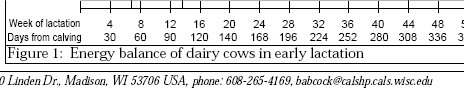 Week of lactation 4 8 12 16 20 24 28 32 36 40 44 48
Days from calving 30 60 90 120 140 168 196 224 252 280 308 336
Figure 1: Energy balance of dairy cows in early lactation
0 Linden Dr., Madison, WI 53706 USA, phone: 608-265-4169, babcock@calshp.cals.wisc.edu